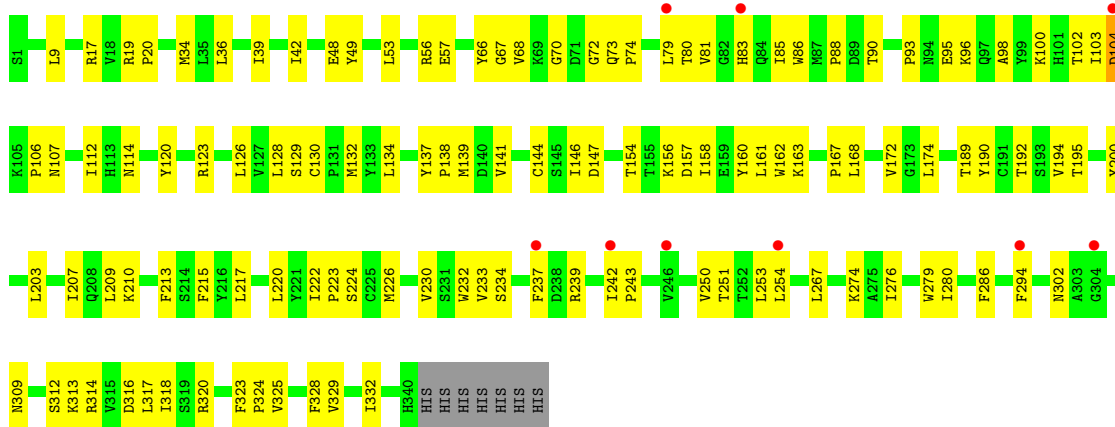 S1 L9 R17 V18 R19 P20 M34 L35 L36 I39 I42 E48 Y49 L53 R56 E57 Y66 G67 V68 K69 G70 D71 G72 Q73 P74 L79 T80 V81 G82 H83 Q84 I85 W86 M87 P88 D89 T90 P93 N94 E95 K96 Q97 A98 Y99 K100 H101 T102 I103 D104
K105 P106 N107 I112 H113 N114 Y120 R123 L126 V127 L128 S129 C130 P131 M132 Y133 L134 Y137 P138 M139 D140 V141 C144 S145 I146 D147 T154 T155 K156 D157 I158 E159 Y160 L161 W162 K163 P167 L168 V172 G173 L174 T189 Y190 C191 T192 S193 V194 T195
L203 I207 Q208 L209 K210 F213 S214 F215 Y216 L217 L220 Y221 I222 P223 S224 C225 M226 V230 S231 W232 V233 S234 F237 D238 R239 I242 P243 V246 V250 T251 T252 L253 L254 L267 K274 A275 I276 W279 I280 F286 F294 N302 A303 G304
N309 S312 K313 R314 V315 D316 L317 I318 S319 R320 F323 P324 V325 F328 V329 I332 H340 HIS HIS HIS HIS HIS HIS